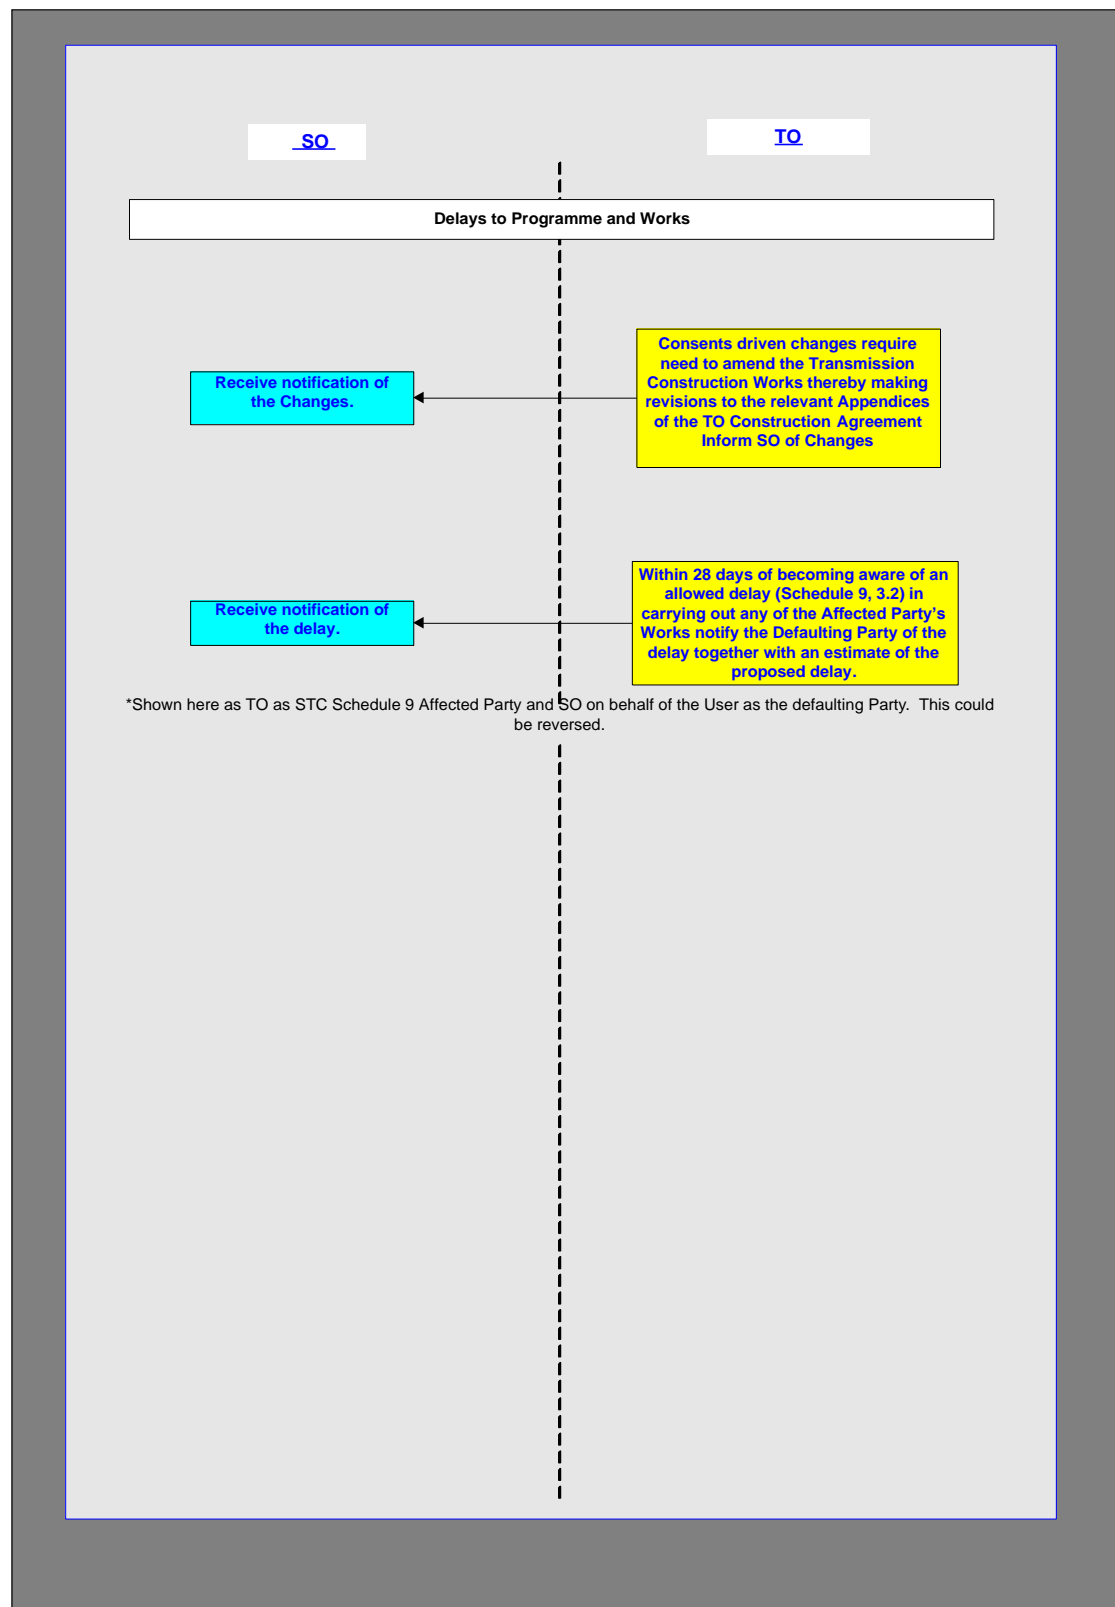 SO
TO
Delays to Programme and Works
Consents driven changes require
need to amend the Transmission
Construction Works thereby making
revisions to the relevant Appendices
of the TO Construction Agreement
Inform SO of Changes
Receive notification of
the Changes.
Within 28 days of becoming aware of an
allowed delay (Schedule 9, 3.2) in
carrying out any of the Affected Party's
Works notify the Defaulting Party of the
delay together with an estimate of the
proposed delay.
Receive notification of
the delay.
*Shown here as TO as STC Schedule 9 Affected Party and SO on behalf of the User as the defaulting Party.  This could
be reversed.